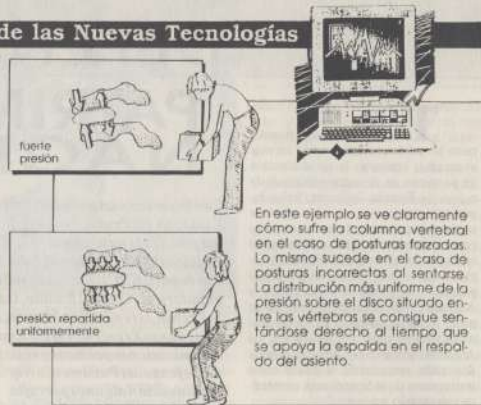 de las Nuevas Tecnologías
fuerte
presión
presión repartida
uniformemente
En este ejemplo se ve claramente
cómo sufre la columna vertebral
en el caso de posturas forzadas.
Lo mismo sucede en el caso de
posturas incorrectas al sentarse.
La distribución más uniforme de la
presión sobre el disco situado en-
tre las vértebras se consigue sen-
tándose derecho al tiempo que
se apoya la espalda en el respal-
do del asiento.